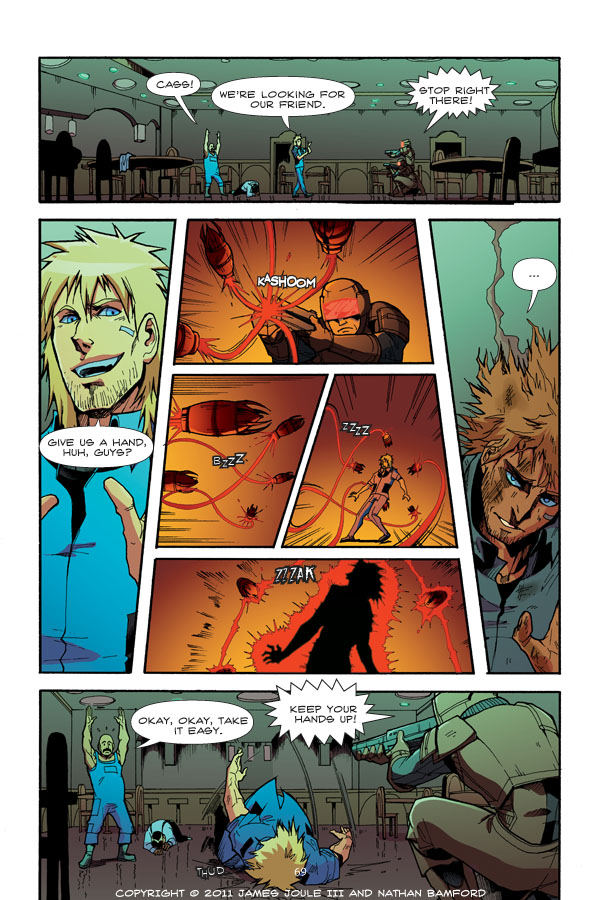 CASS!
WE'RE LOOKING FOR
OUR FRIEND.
STOP RIGHT
THERE!
GIVE US A HAND,
HUH, GUYS?
KASHOOM
BZZZ
ZZZZ
ZZZAK
...
OKAY, OKAY, TAKE
IT EASY.
KEEP YOUR
HANDS UP!
THUD
69
COPYRIGHT © 2011 JAMES JOULE III AND NATHAN BAMFORD